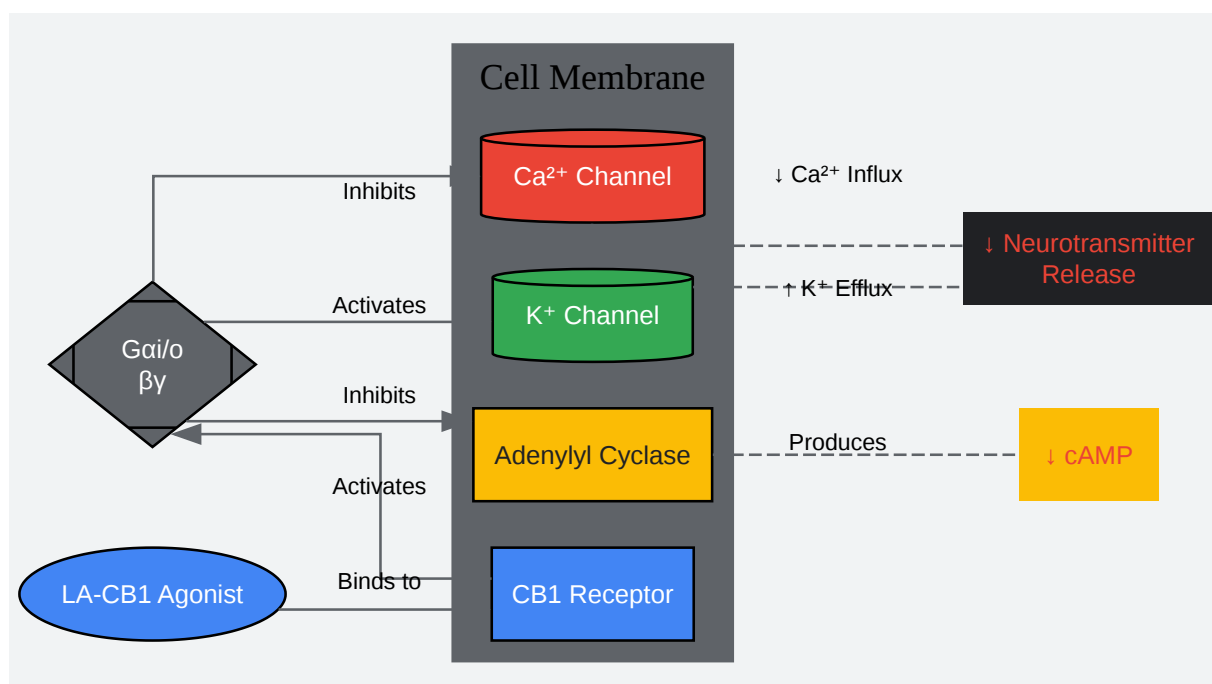 Cell Membrane
Ca²⁺ Channel
Inhibits
↓ Ca²⁺ Influx
↓ Neurotransmitter
Release
Activates
K⁺ Channel
↑ K⁺ Efflux
Gαi/o
βγ
Inhibits
Adenylyl Cyclase
Produces
↓ cAMP
Activates
LA-CB1 Agonist
Binds to
CB1 Receptor